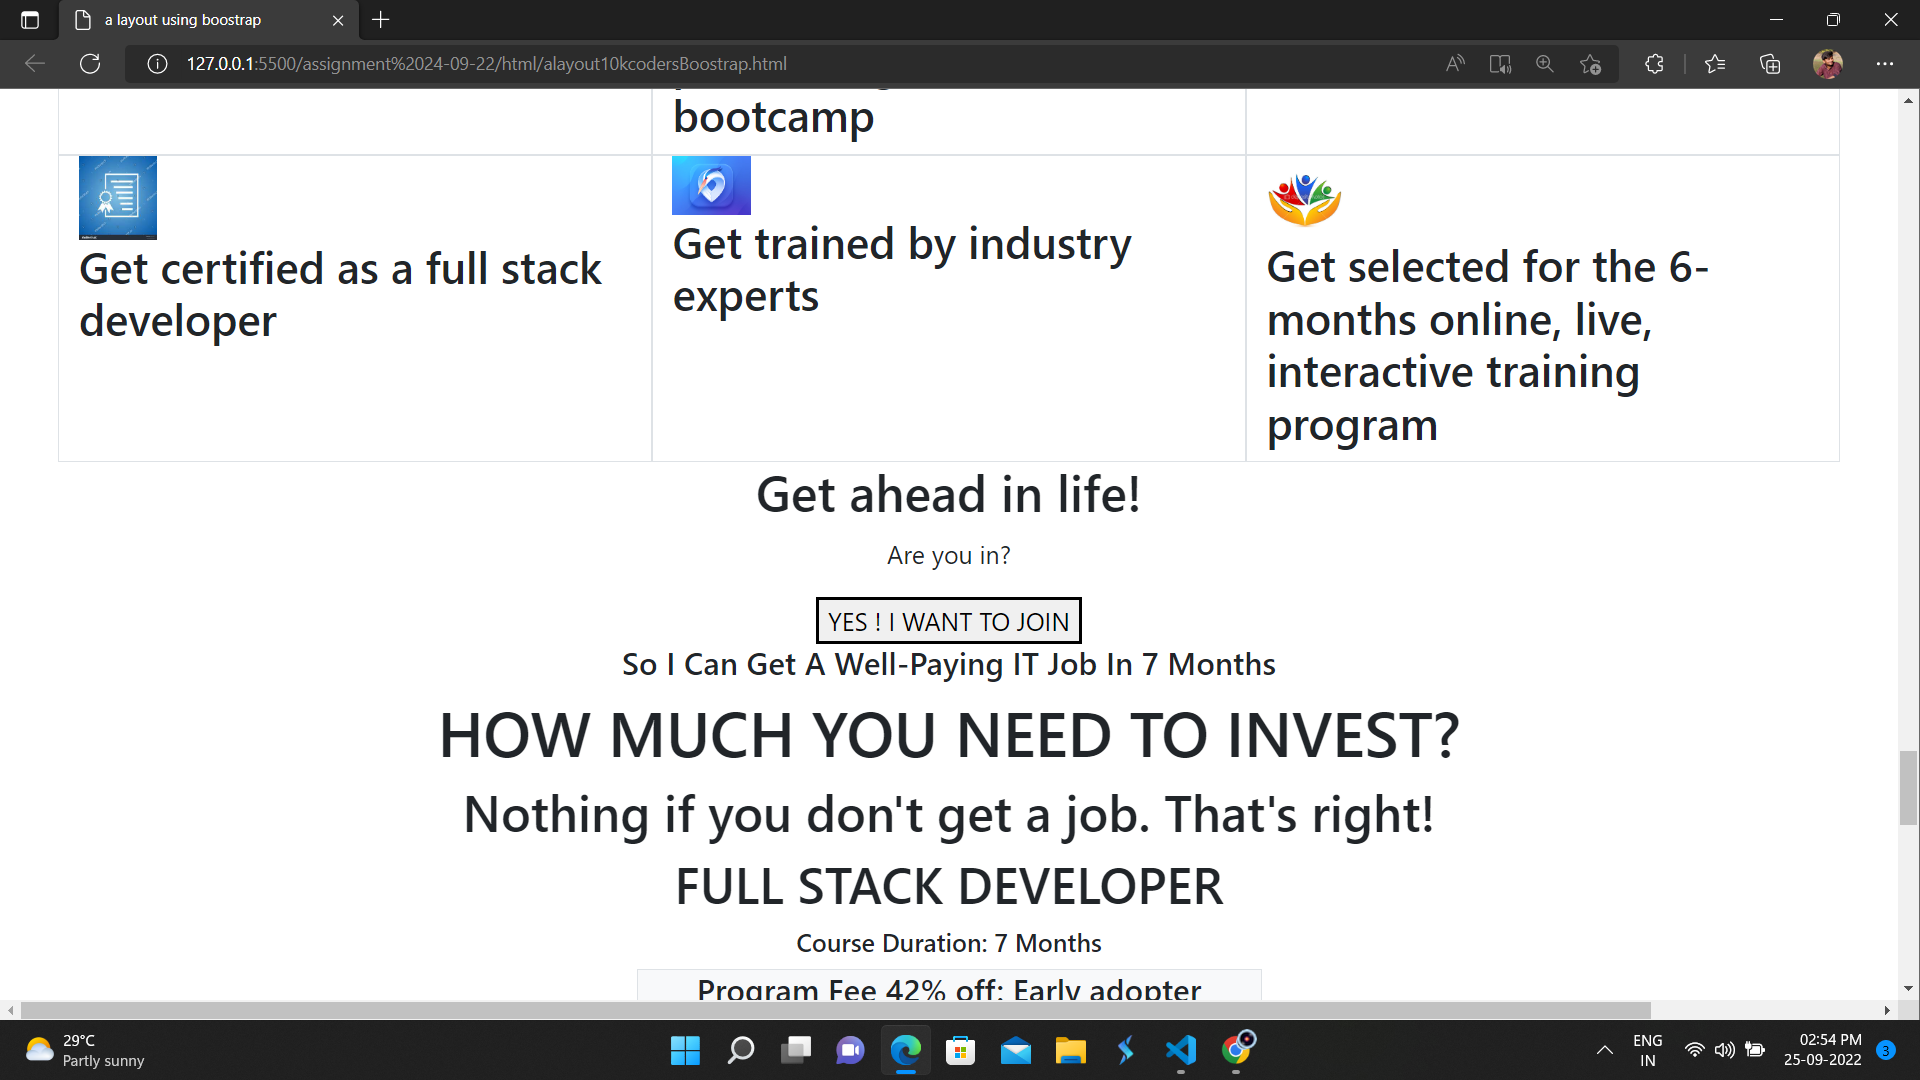 a layout using boostrap
127.0.0.1:5500/assignment%2024-09-22/html/alayout10kcodersBoostrap.html
bootcamp
Get certified as a full stack
developer
Get trained by industry
experts
Get selected for the 6-
months online, live,
interactive training
program
Get ahead in life!
Are you in?
YES ! I WANT TO JOIN
So I Can Get A Well-Paying IT Job In 7 Months
HOW MUCH YOU NEED TO INVEST?
Nothing if you don't get a job. That's right!
FULL STACK DEVELOPER
Course Duration: 7 Months
Program Fee 42% off: Early adopter
29°C
Partly sunny
ENG
IN
02:54 PM
25-09-2022
3